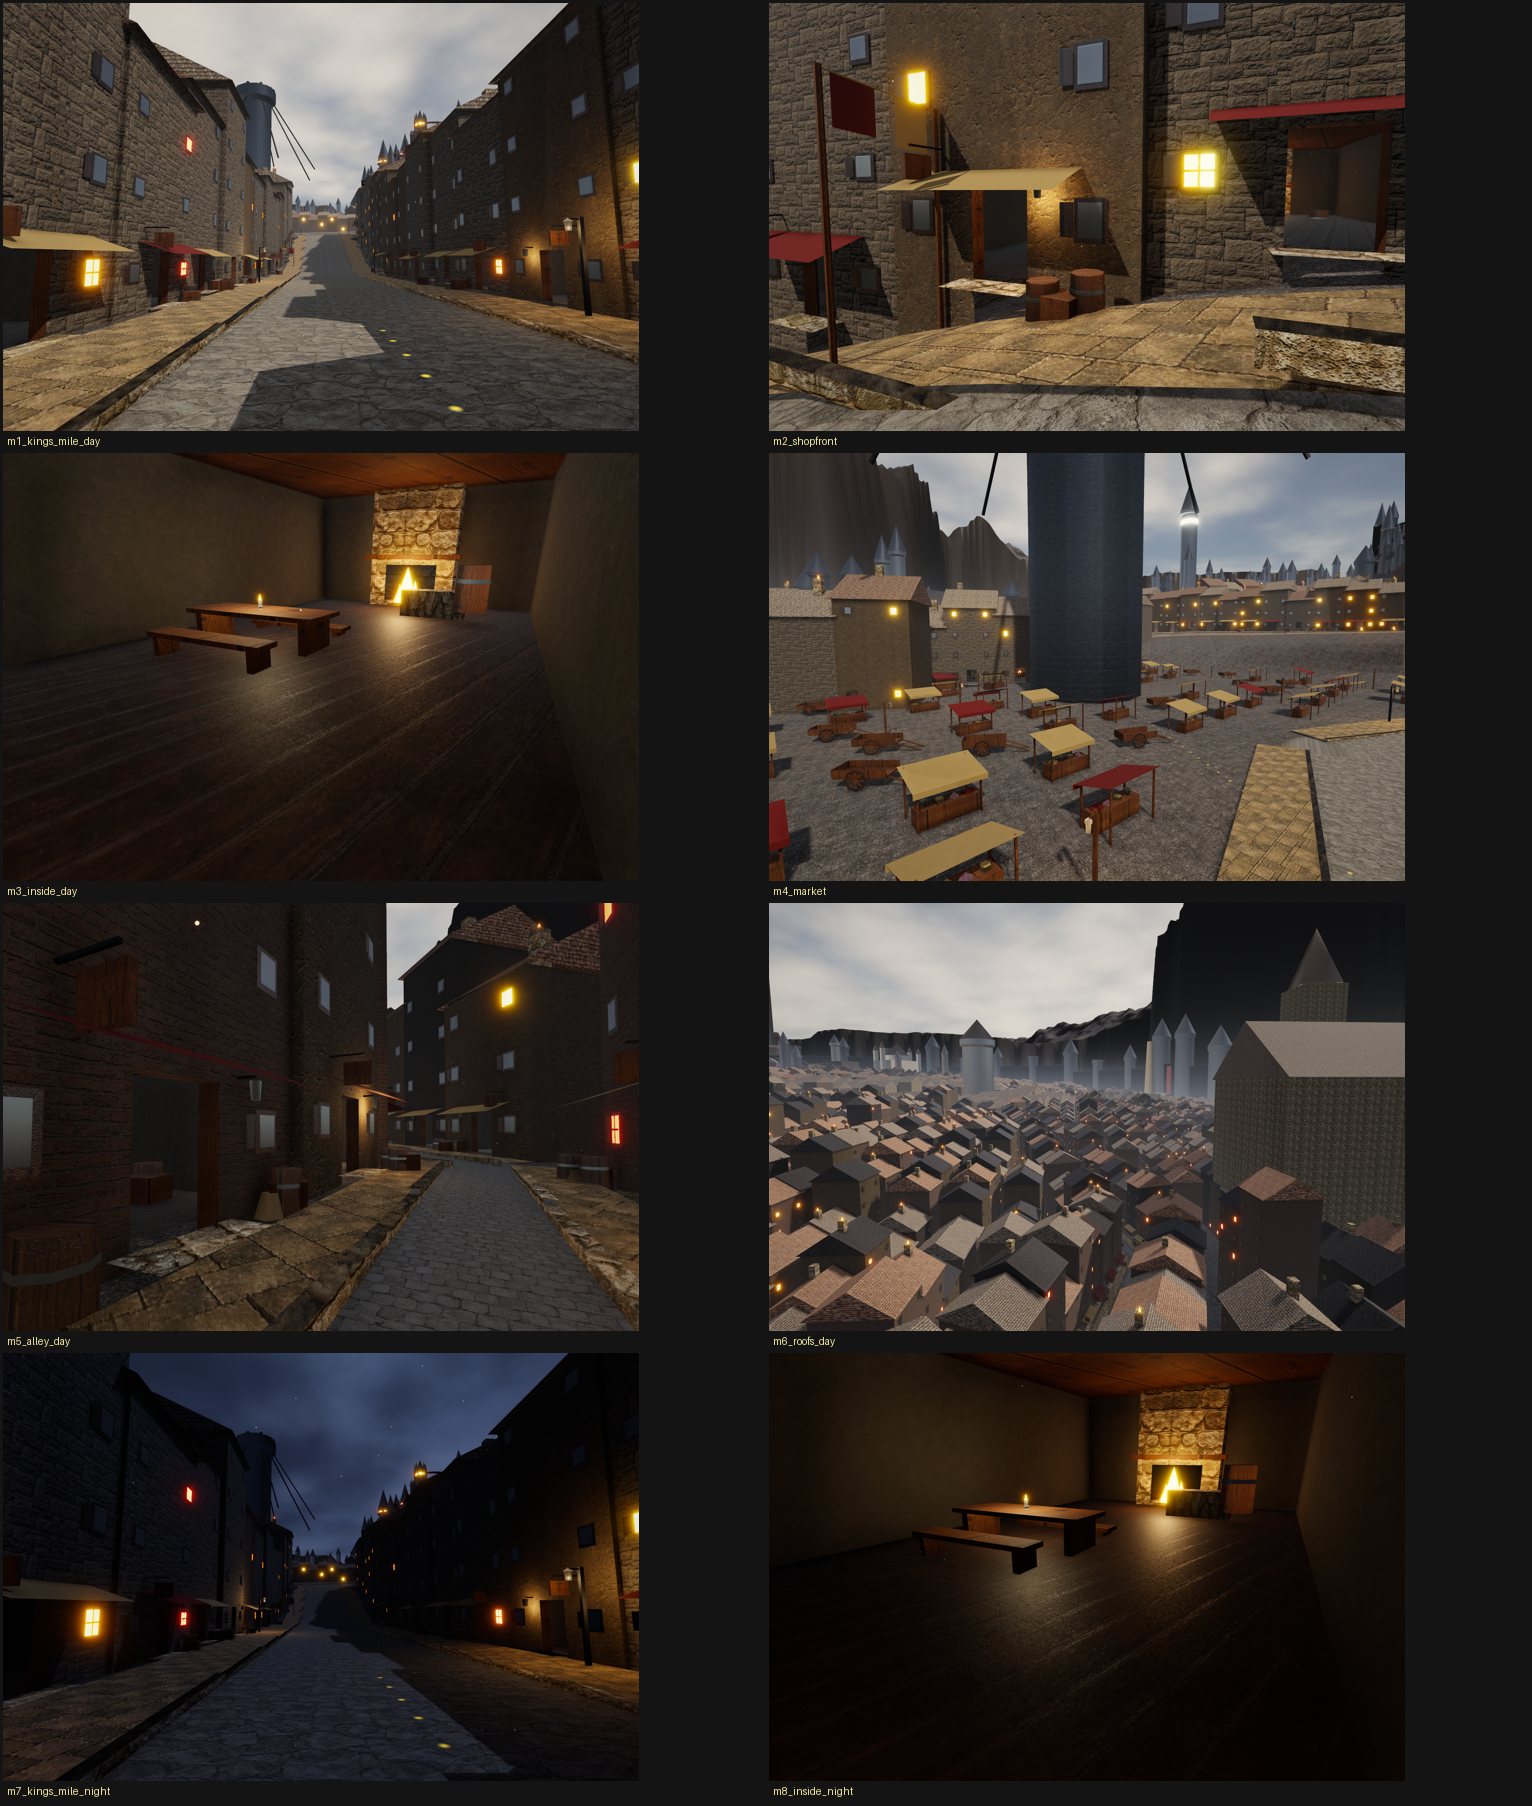 m1_kings_mile_day
m2_shopfront
m3_inside_day
m4_market
m5_alley_day
m6_roofs_day
m7_kings_mile_night
m8_inside_night